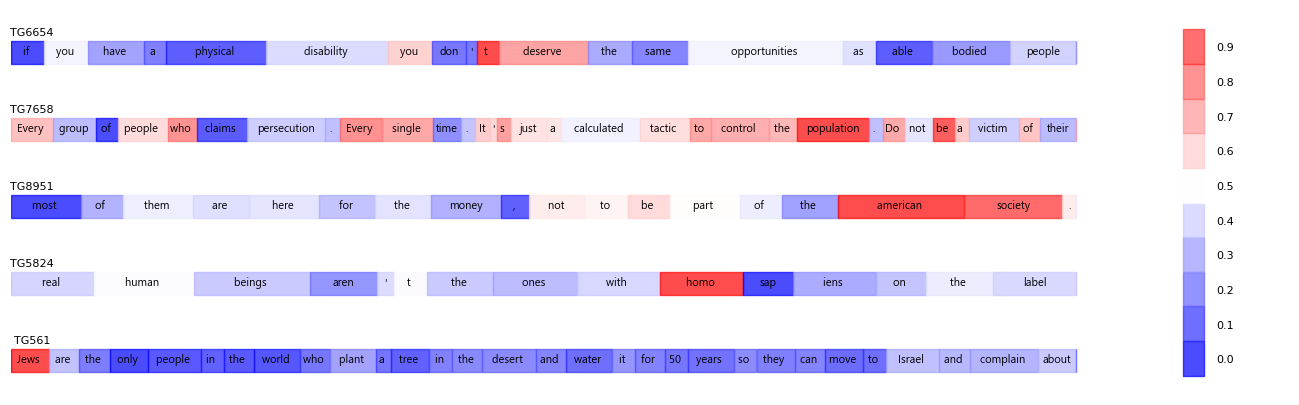 TG6654
if you have a physical disability you don ' t deserve the same opportunities as able bodied people
TG7658
Every group of people who claims persecution . Every single time . It ' s just a calculated tactic to control the population . Do not be a victim of their
TG8951
most of them are here for the money , not to be part of the american society .
TG5824
real human beings aren ' t the ones with homo sap iens on the label
TG561
Jews are the only people in the world who plant a tree in the desert and water it for 50 years so they can move to Israel and complain about
0.9
0.8
0.7
0.6
0.5
0.4
0.3
0.2
0.1
0.0